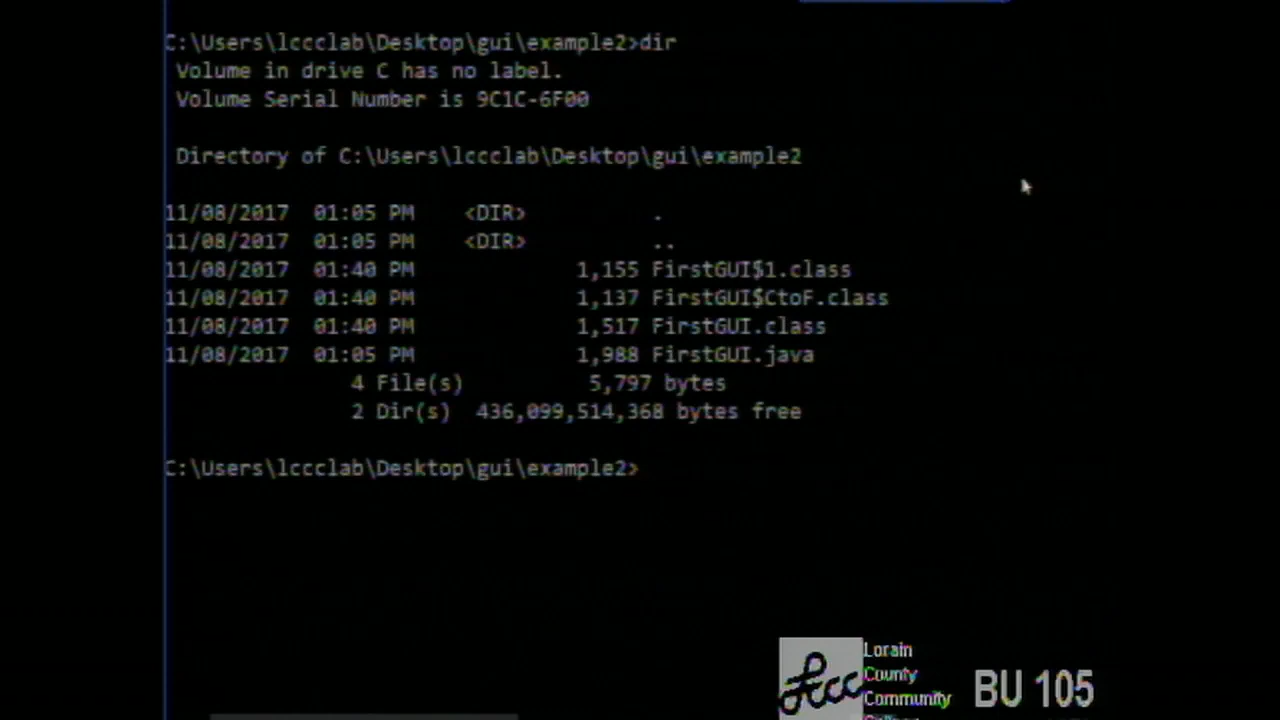 C:\Users\lccclab\Desktop\gui\example2>dir
Volume in drive C has no label.
Volume Serial Number is 9C1C-6F00
Directory of C:\Users\lccclab\Desktop\gui\example2
11/08/2017 01:05 PM <DIR> .
11/08/2017 01:05 PM <DIR> ..
11/08/2017 01:40 PM 1,155 FirstGUI$1.class
11/08/2017 01:40 PM 1,137 FirstGUI$CtoF.class
11/08/2017 01:40 PM 1,517 FirstGUI.class
11/08/2017 01:05 PM 1,988 FirstGUI.java
4 File(s) 5,797 bytes
2 Dir(s) 436,099,514,368 bytes free
C:\Users\lccclab\Desktop\gui\example2>
lccc
Lorain
County
Community
BU 105